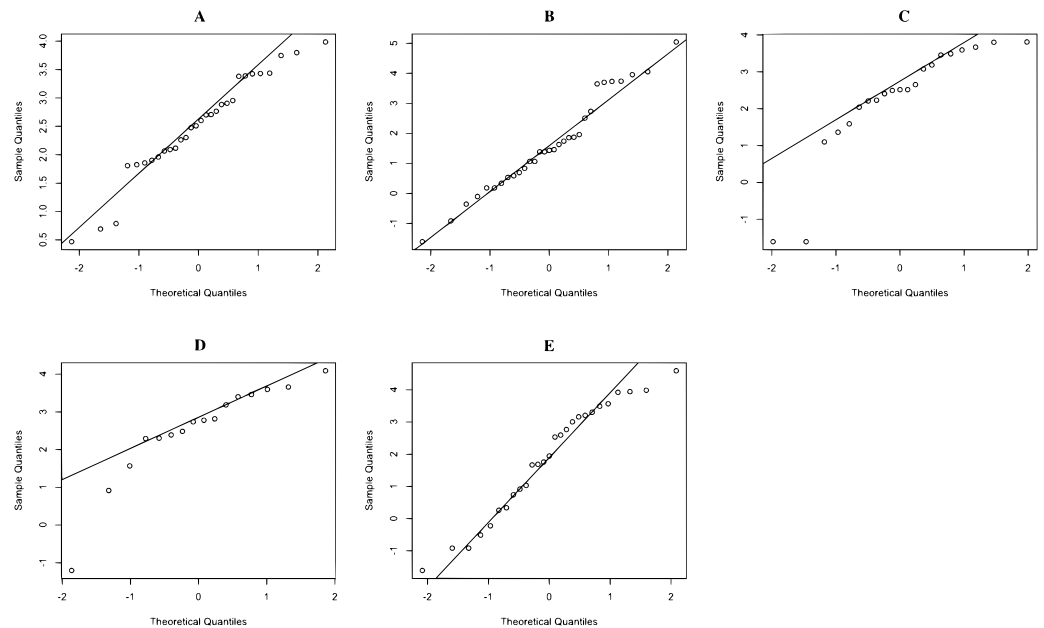 A
Sample Quantiles
4.0
3.5
3.0
2.5
2.0
1.5
1.0
0.5
-2 -1 0 1 2
Theoretical Quantiles
B
Sample Quantiles
5
4
3
2
1
0
-1
-2 -1 0 1 2
Theoretical Quantiles
C
Sample Quantiles
4
3
2
1
0
-1
-2 -1 0 1 2
Theoretical Quantiles
D
Sample Quantiles
4
3
2
1
0
-1
-2 -1 0 1 2
Theoretical Quantiles
E
Sample Quantiles
4
3
2
1
0
-1
-2 -1 0 1 2
Theoretical Quantiles